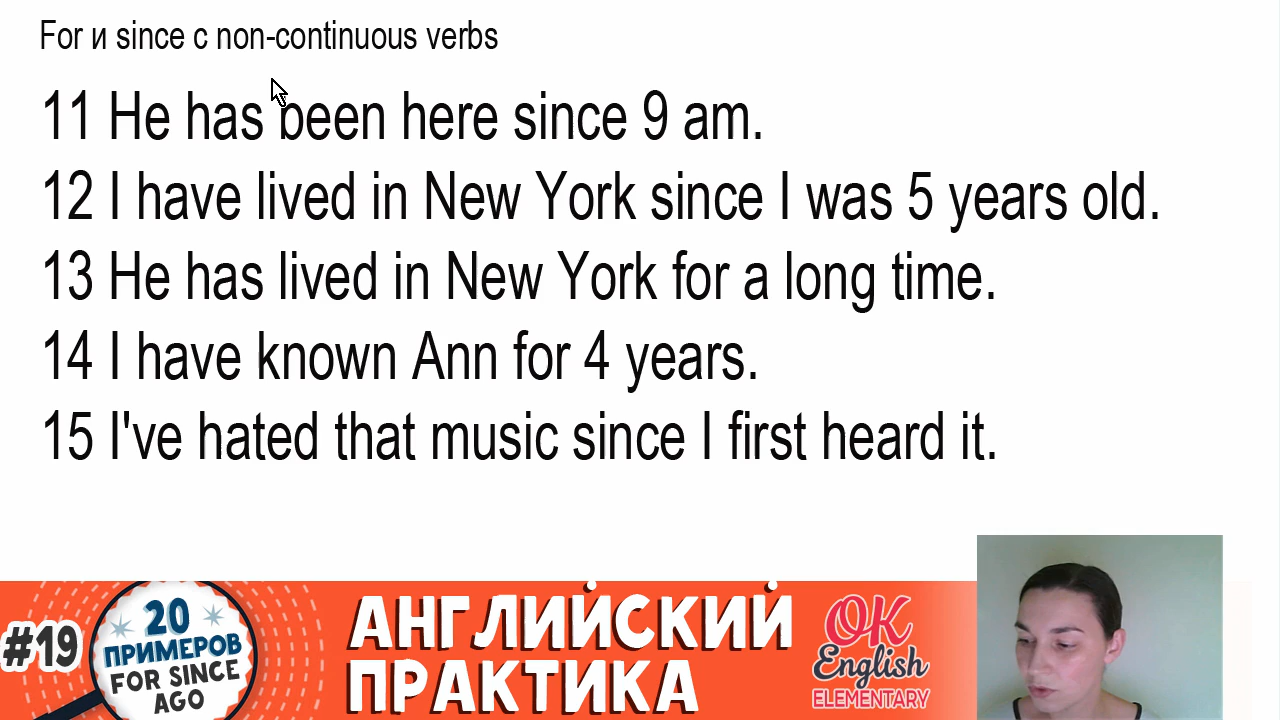 For и since с non-continuous verbs
11 He has been here since 9 am.
12 I have lived in New York since I was 5 years old.
13 He has lived in New York for a long time.
14 I have known Ann for 4 years.
15 I've hated that music since I first heard it.
#19
20
ПРИМЕРОВ
FOR SINCE
AGO
АНГЛИЙСКИЙ
ПРАКТИКА
OK
English
ELEMENTARY